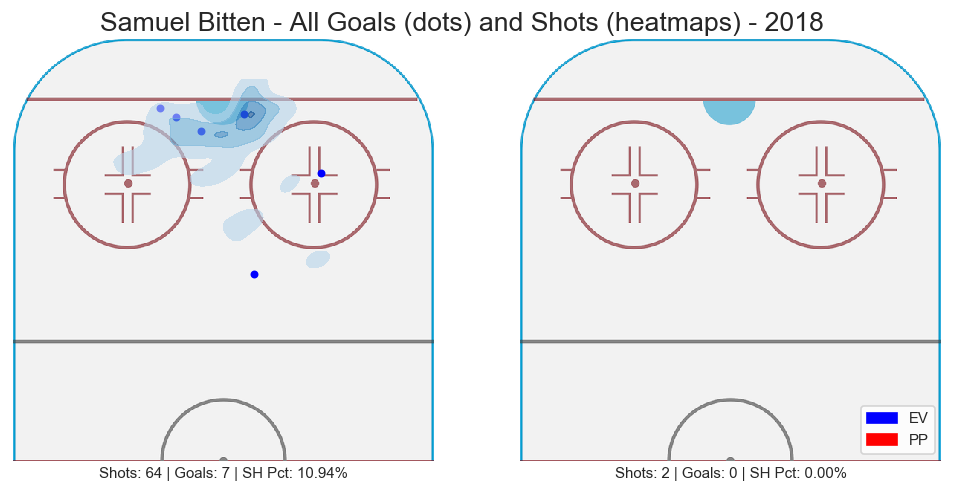 Samuel Bitten - All Goals (dots) and Shots (heatmaps) - 2018
EV
PP
Shots: 64 | Goals: 7 | SH Pct: 10.94%
Shots: 2 | Goals: 0 | SH Pct: 0.00%